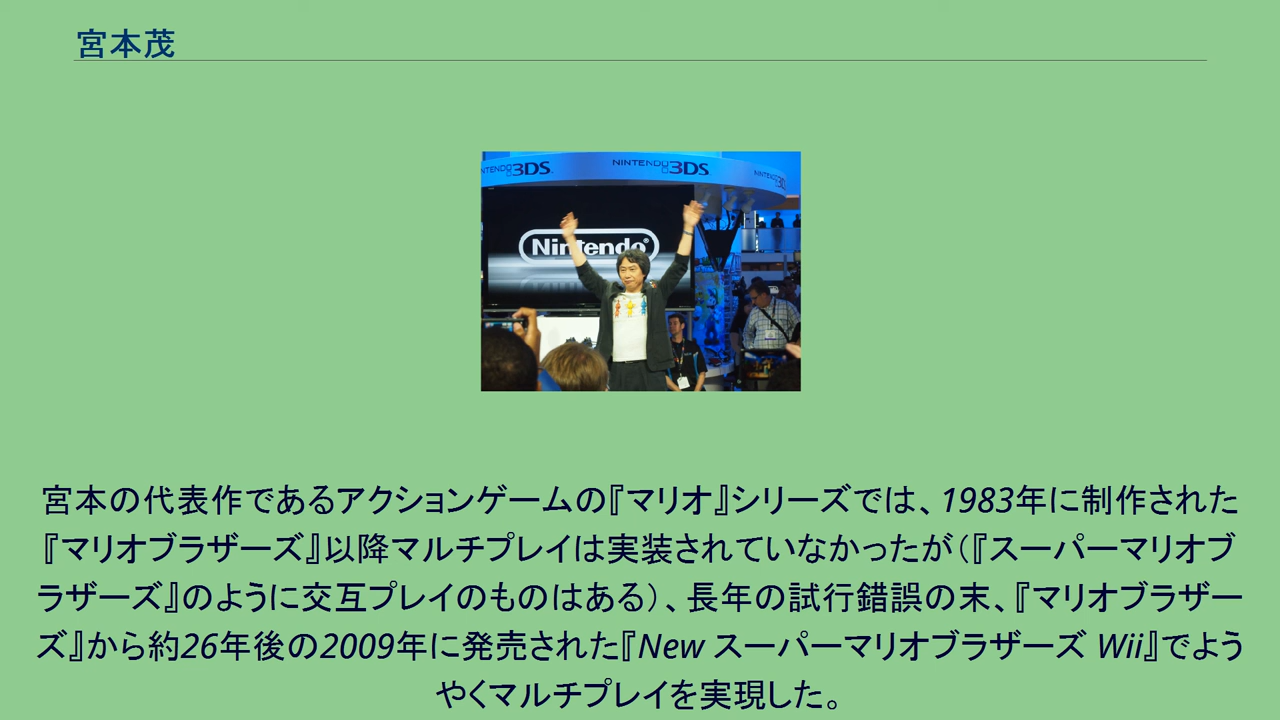 宮本茂
NINTENDO 3DS
NINTENDO 3DS
NINTENDO 3D
Nintendo
宮本の代表作であるアクションゲームの『マリオ』シリーズでは、1983年に制作された
『マリオブラザーズ』以降マルチプレイは実装されていなかったが（『スーパーマリオブ
ラザーズ』のように交互プレイのものはある）、長年の試行錯誤の末、『マリオブラザー
ズ』から約26年後の2009年に発売された『New スーパーマリオブラザーズ Wii』でよう
やくマルチプレイを実現した。